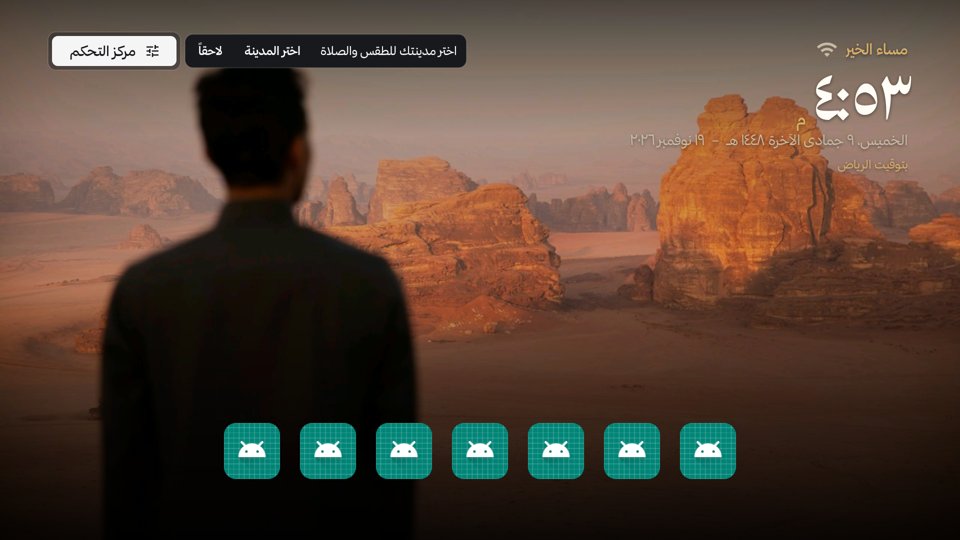 مساء الخير
٤:٥٣ م
الخميس، ٩ جمادى الآخرة ١٤٤٨ هـ – ١٩ نوفمبر ٢٠٢٦
بتوقيت الرياض
اختر مدينتك للطقس والصلاة اختر المدينة لاحقاً
مركز التحكم